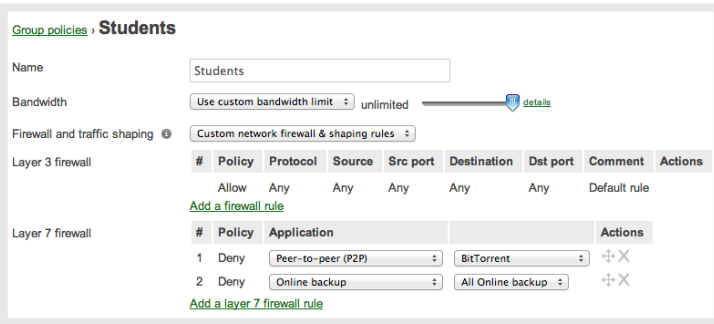 Group policies › Students
Name Students
Bandwidth Use custom bandwidth limit unlimited details
Firewall and traffic shaping i Custom network firewall & shaping rules
Layer 3 firewall # Policy Protocol Source Src port Destination Dst port Comment Actions
Allow Any Any Any Any Any Default rule
Add a firewall rule
Layer 7 firewall # Policy Application Actions
1 Deny Peer-to-peer (P2P) BitTorrent X
2 Deny Online backup All Online backup X
Add a layer 7 firewall rule